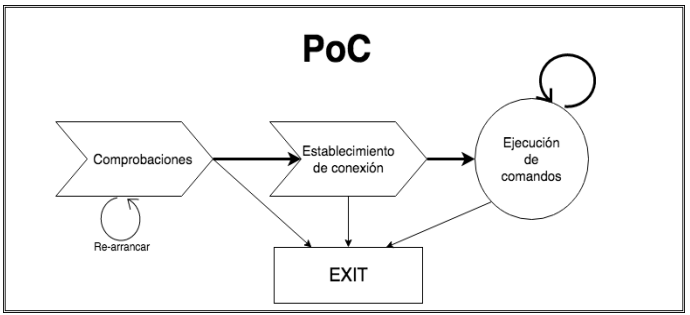 PoC
Comprobaciones
Establecimiento
de conexión
Ejecución
de
comandos
Re-arrancar
EXIT